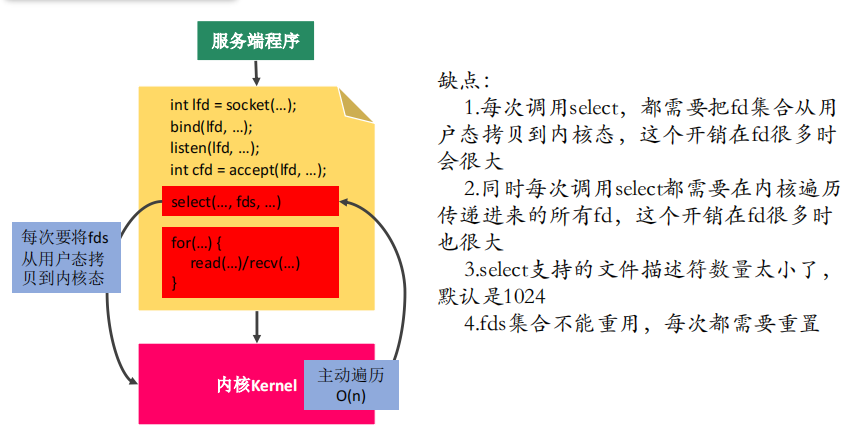 服务端程序
int lfd = socket(…);
bind(lfd, …);
listen(lfd, …);
int cfd = accept(lfd, …);
select(…, fds, …)
for(…) {
read(…)/recv(…)
}
每次要将fds
从用户态拷
贝到内核态
内核Kernel
主动遍历
O(n)
缺点：
1.每次调用select，都需要把fd集合从用
户态拷贝到内核态，这个开销在fd很多时
会很大
2.同时每次调用select都需要在内核遍历
传递进来的所有fd，这个开销在fd很多时
也很大
3.select支持的文件描述符数量太小了，
默认是1024
4.fds集合不能重用，每次都需要重置